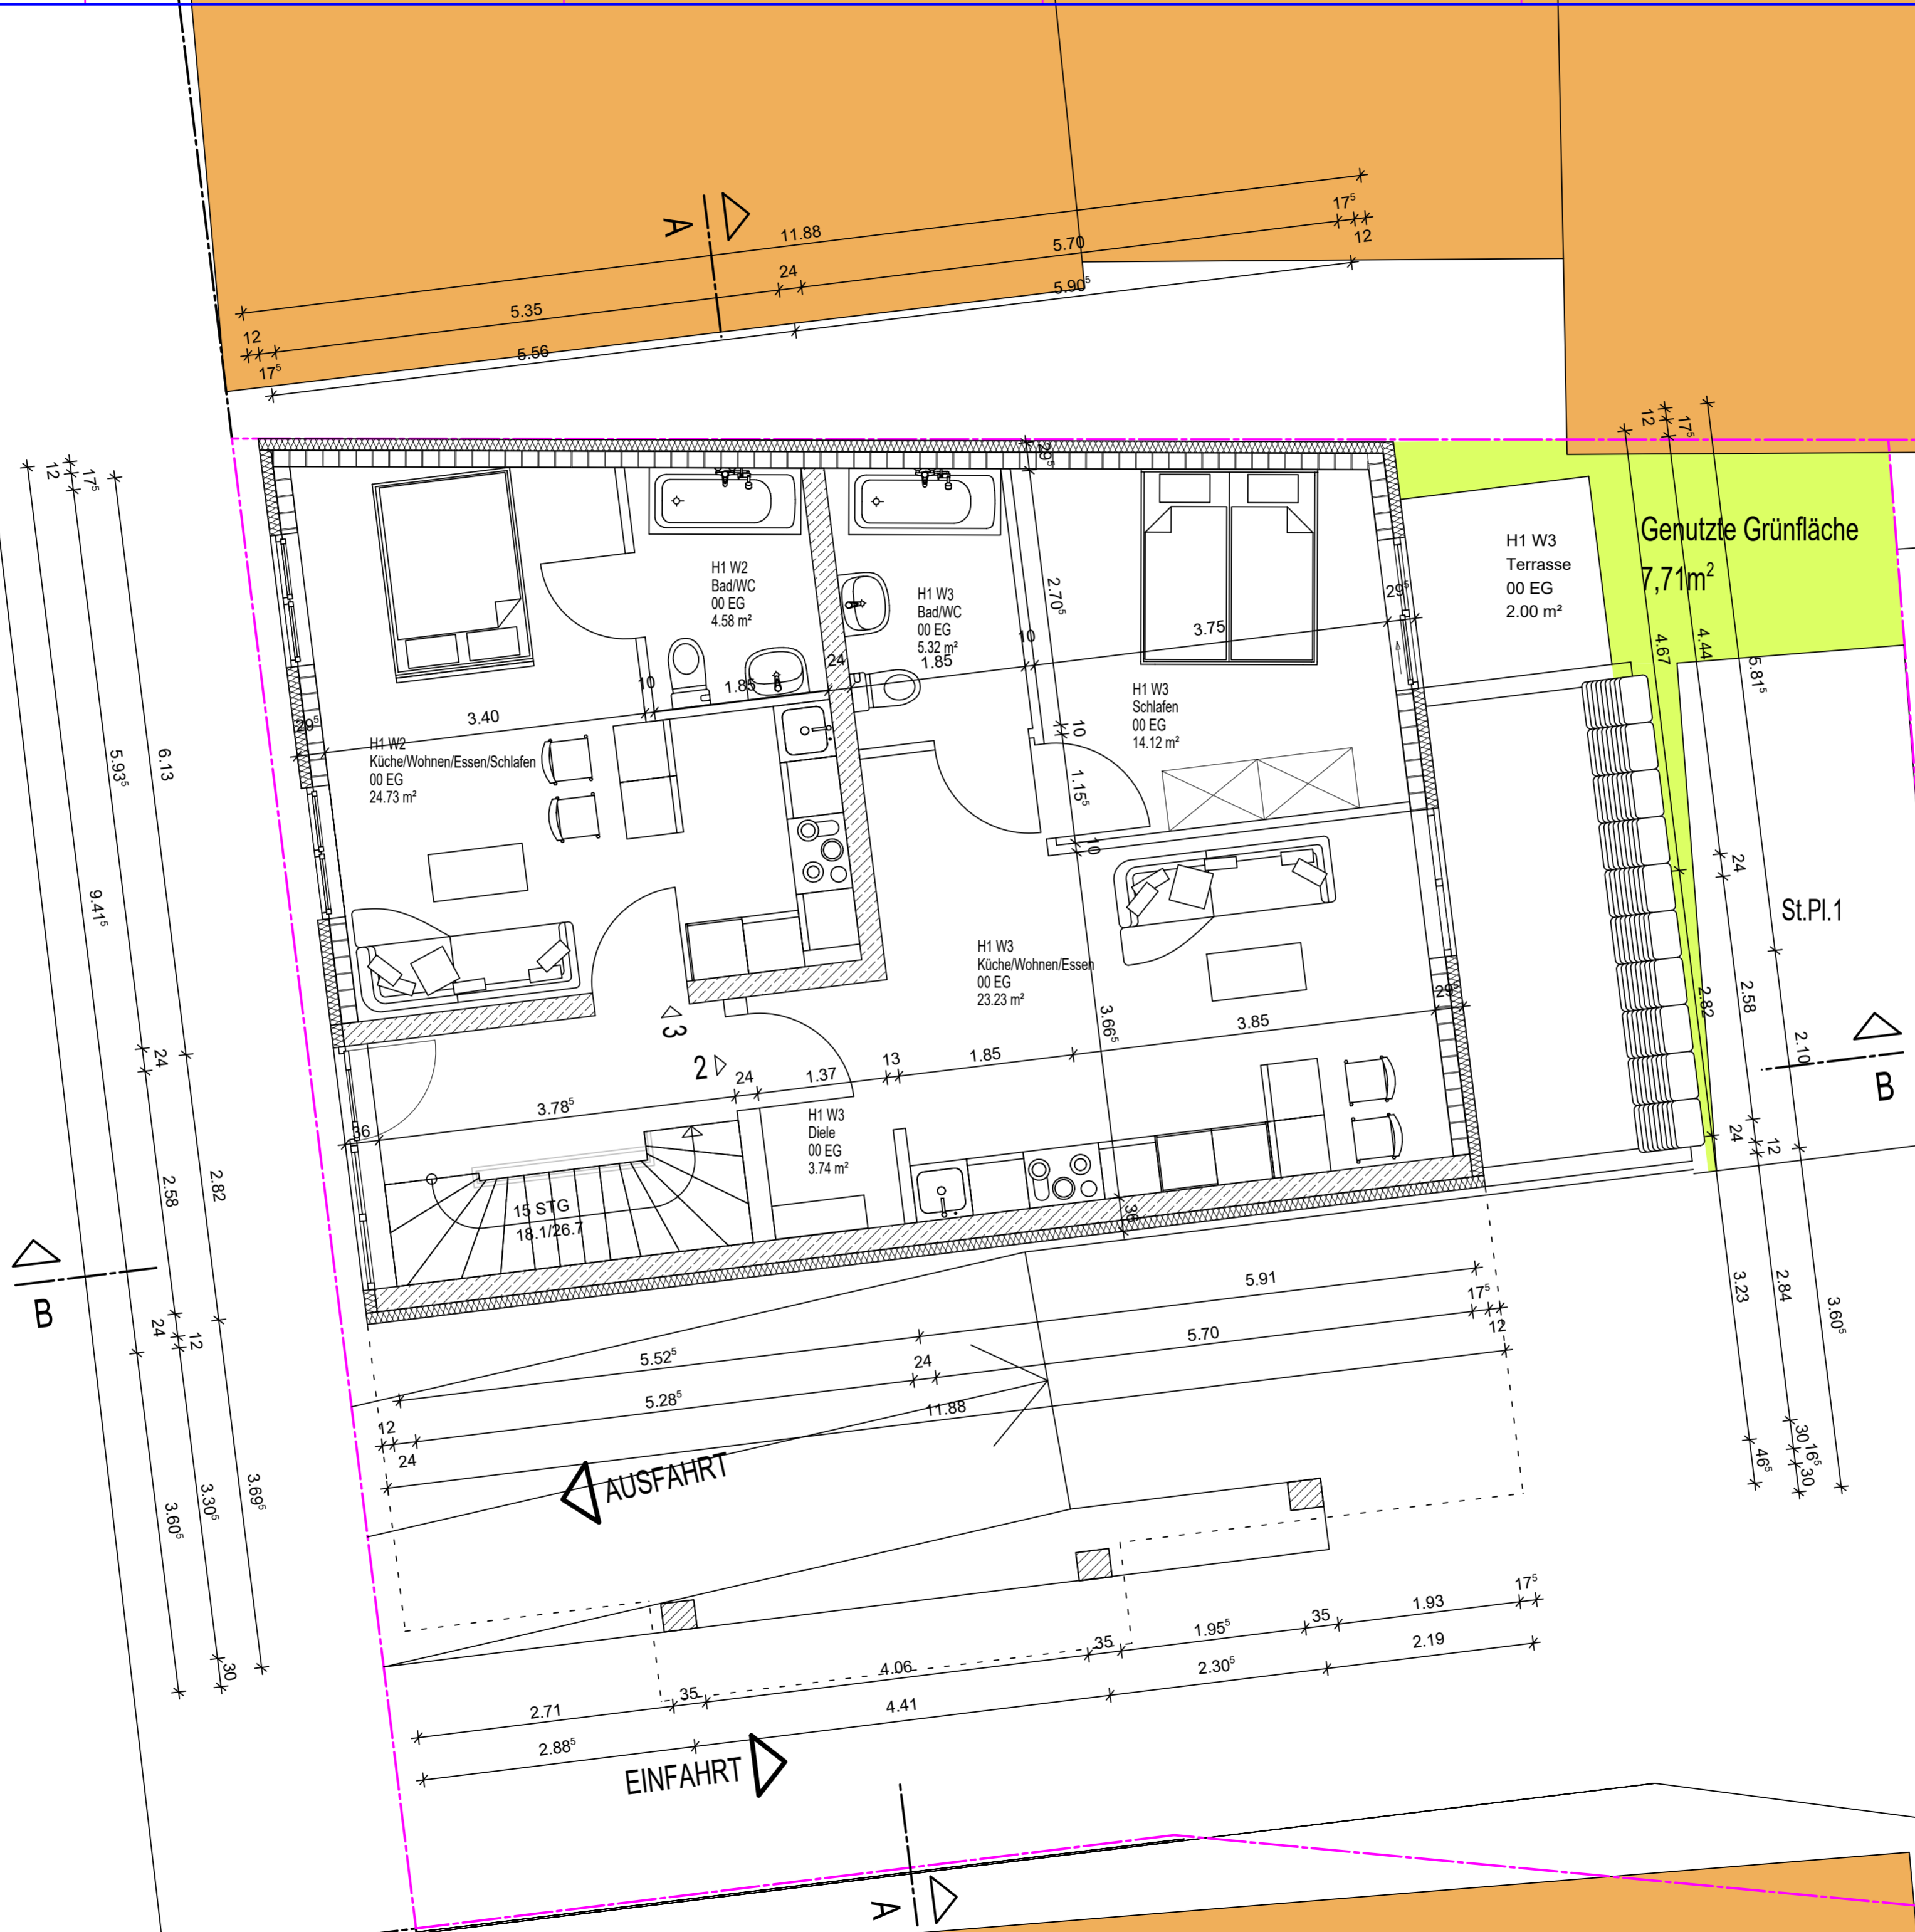 A
11.88
17⁵
5.70
12
24
5.35
5.90⁵
12
17⁵
5.56
12
17⁵
12
17⁵
29⁵
H1 W2
Bad/WC
00 EG
4.58 m²
H1 W3
Bad/WC
00 EG
5.32 m²
2.70⁵
29⁵
H1 W3
Terrasse
00 EG
2.00 m²
Genutzte Grünfläche
7,71m²
10
1.85
24
1.85
10
3.75
4.67
4.44
5.81⁵
29⁵
3.40
H1 W2
Küche/Wohnen/Essen/Schlafen
00 EG
24.73 m²
H1 W3
Schlafen
00 EG
14.12 m²
10
1.15⁵
10
5.93⁵
6.13
9.41⁵
24
St.Pl.1
H1 W3
Küche/Wohnen/Essen
00 EG
23.23 m²
3.66⁵
29⁵
3.85
2.82
2.58
2.10
B
3
2
24
1.37
13
1.85
3.78⁵
36
24
2.58
2.82
H1 W3
Diele
00 EG
3.74 m²
15 STG
18.1/26.7
36
24
12
B
24
12
5.91
17⁵
12
5.52⁵
24
5.70
5.28⁵
11.88
12
24
3.23
2.84
3.60⁵
46⁵
30
16⁵
30
AUSFAHRT
3.60⁵
3.30⁵
3.69⁵
30
17⁵
1.93
35
1.95⁵
35
4.06
35
2.71
2.19
2.30⁵
4.41
2.88⁵
EINFAHRT
A